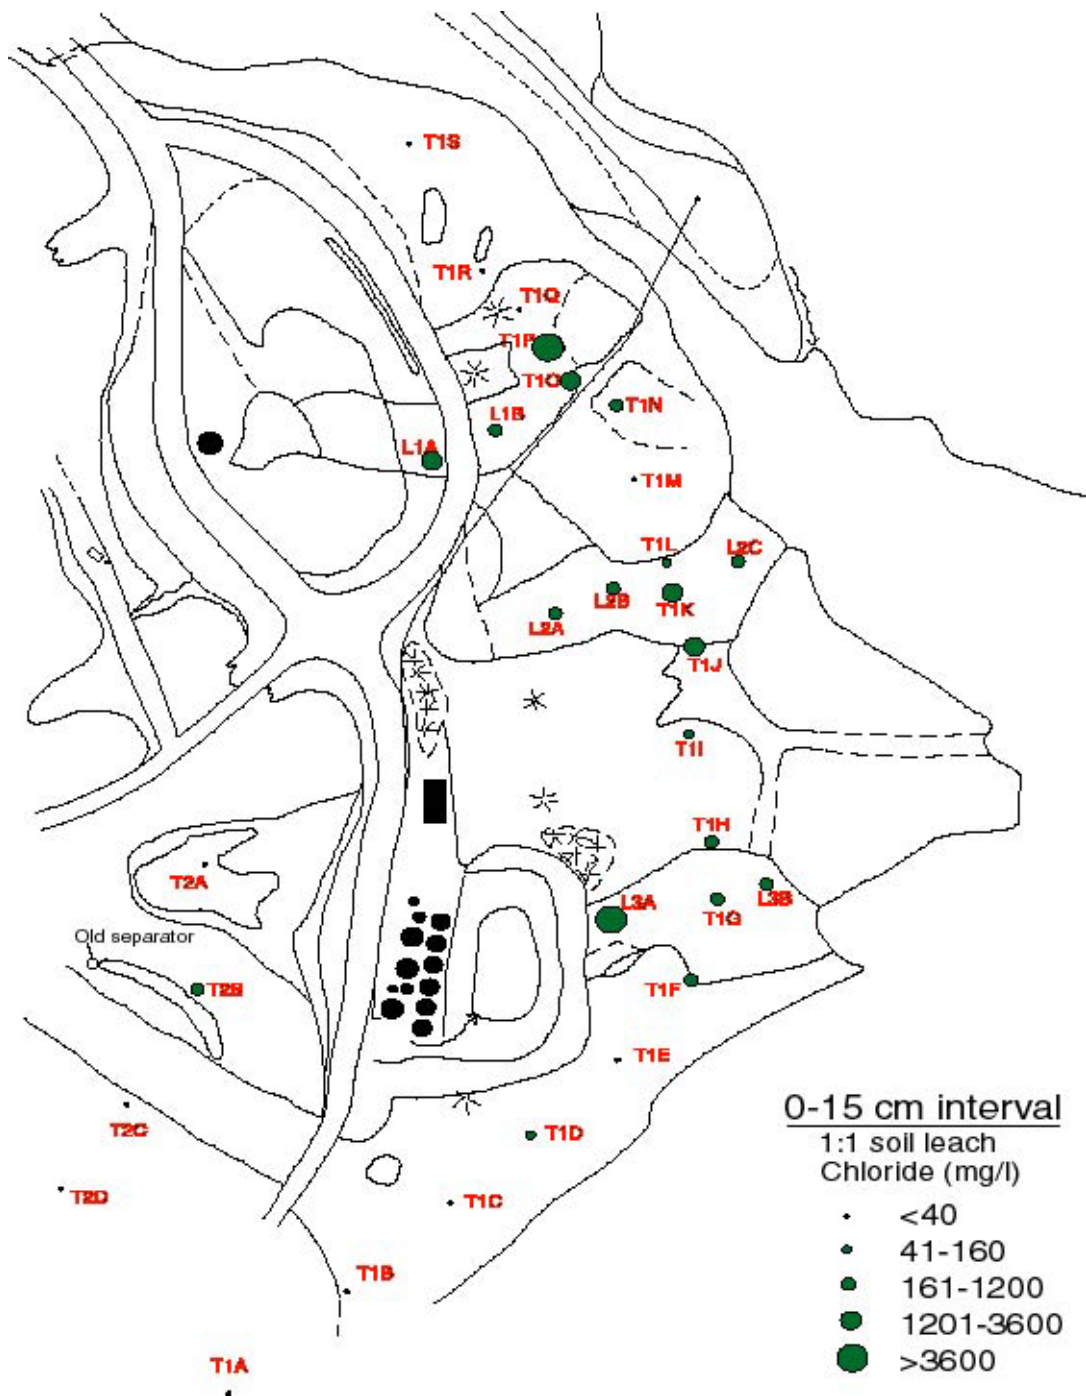 T1S
T1R
T1Q
T1P
T1O
T1N
L1B
L1A
T1M
T1L
L2C
L2B
T1K
L2A
T1J
T1I
T1H
T2A
L3A
L3B
T1G
Old separator
T2B
T1F
T1E
0-15 cm interval
1:1 soil leach
Chloride (mg/l)
T2C
T1D
T2D
T1C
<40
41-160
T1B
161-1200
1201-3600
>3600
T1A